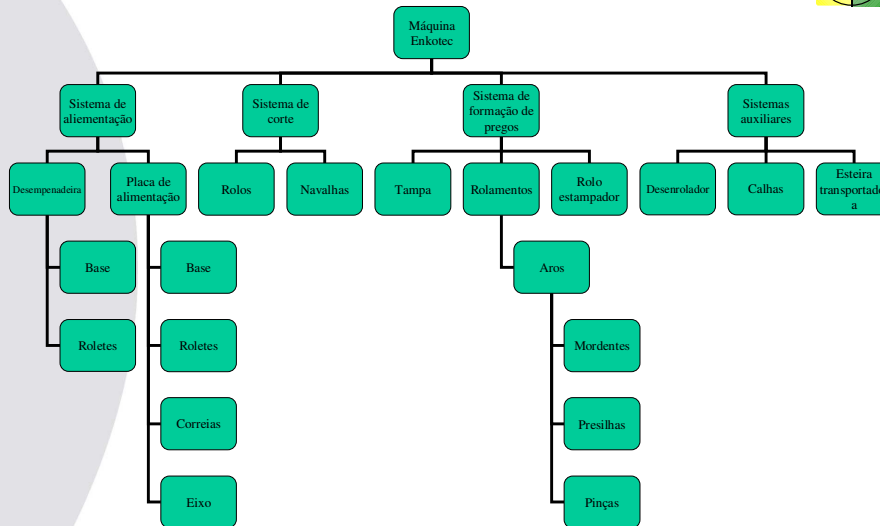 Máquina
Enkotec
Sistema de
aliementação
Sistema de
corte
Sistema de
formação de
pregos
Sistemas
auxiliares
Desempenadeira
Placa de
alimentação
Rolos
Navalhas
Tampa
Rolamentos
Rolo
estampador
Desenrolador
Calhas
Esteira
transportador
a
Base
Base
Aros
Roletes
Roletes
Mordentes
Correias
Presilhas
Eixo
Pinças